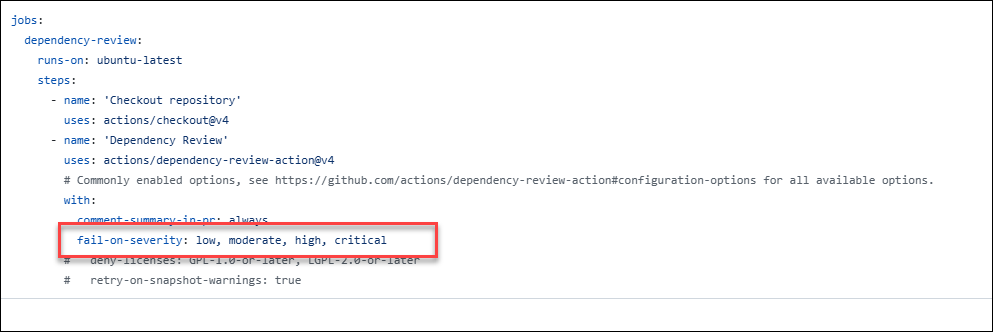 jobs:
  dependency-review:
    runs-on: ubuntu-latest
    steps:
      - name: 'Checkout repository'
        uses: actions/checkout@v4
      - name: 'Dependency Review'
        uses: actions/dependency-review-action@v4
        # Commonly enabled options, see https://github.com/actions/dependency-review-action#configuration-options for all available options.
        with:
          comment-summary-in-pr: always
          fail-on-severity: low, moderate, high, critical
        #   deny-licenses: GPL-1.0-or-later, LGPL-2.0-or-later
        #   retry-on-snapshot-warnings: true